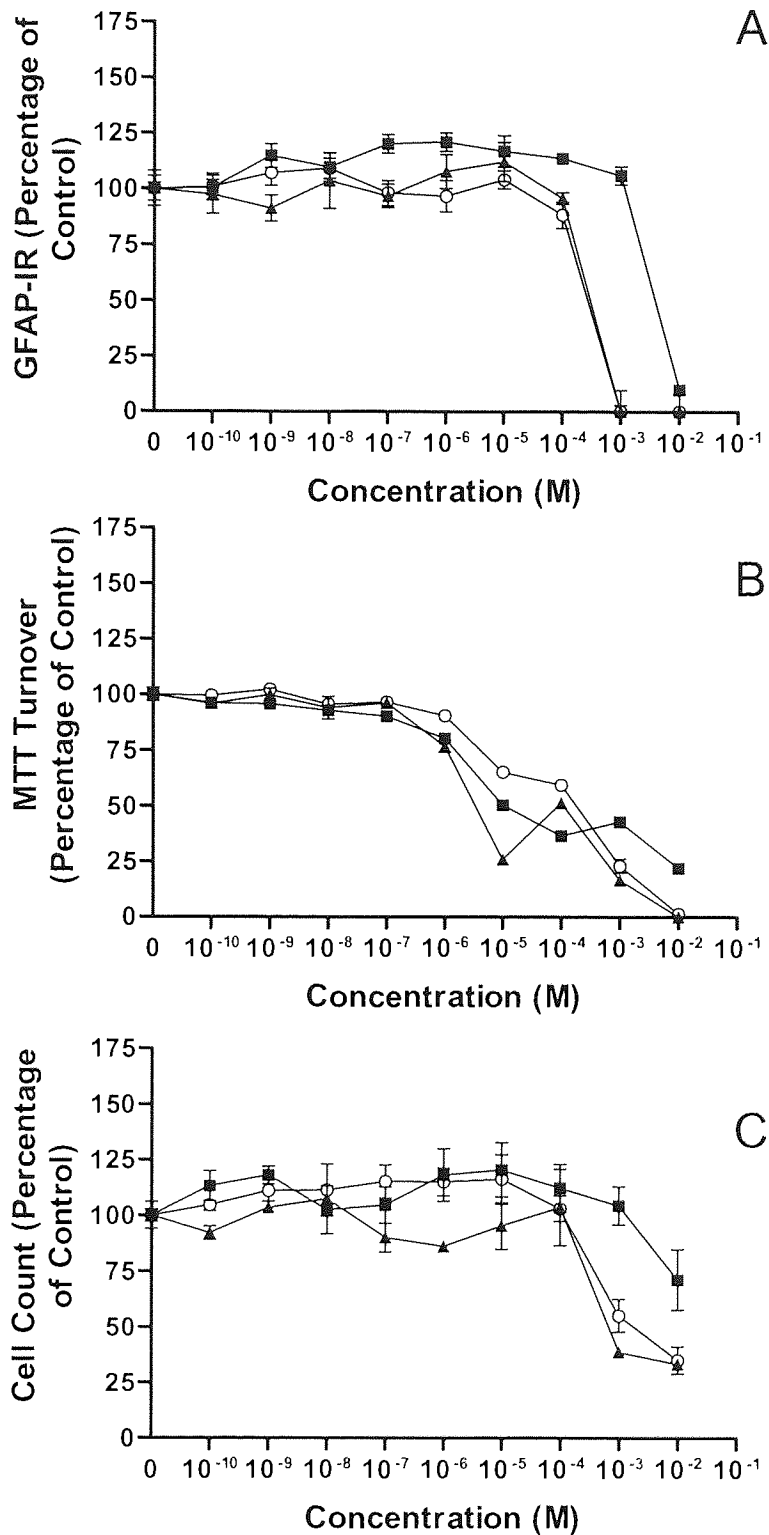 A
GFAP-IR (Percentage of
Control)
175
150
125
100
75
50
25
0
0 10⁻¹⁰ 10⁻⁹ 10⁻⁸ 10⁻⁷ 10⁻⁶ 10⁻⁵ 10⁻⁴ 10⁻³ 10⁻² 10⁻¹
Concentration (M)
B
MTT Turnover
(Percentage of Control)
175
150
125
100
75
50
25
0
0 10⁻¹⁰ 10⁻⁹ 10⁻⁸ 10⁻⁷ 10⁻⁶ 10⁻⁵ 10⁻⁴ 10⁻³ 10⁻² 10⁻¹
Concentration (M)
C
Cell Count (Percentage
of Control)
175
150
125
100
75
50
25
0
0 10⁻¹⁰ 10⁻⁹ 10⁻⁸ 10⁻⁷ 10⁻⁶ 10⁻⁵ 10⁻⁴ 10⁻³ 10⁻² 10⁻¹
Concentration (M)